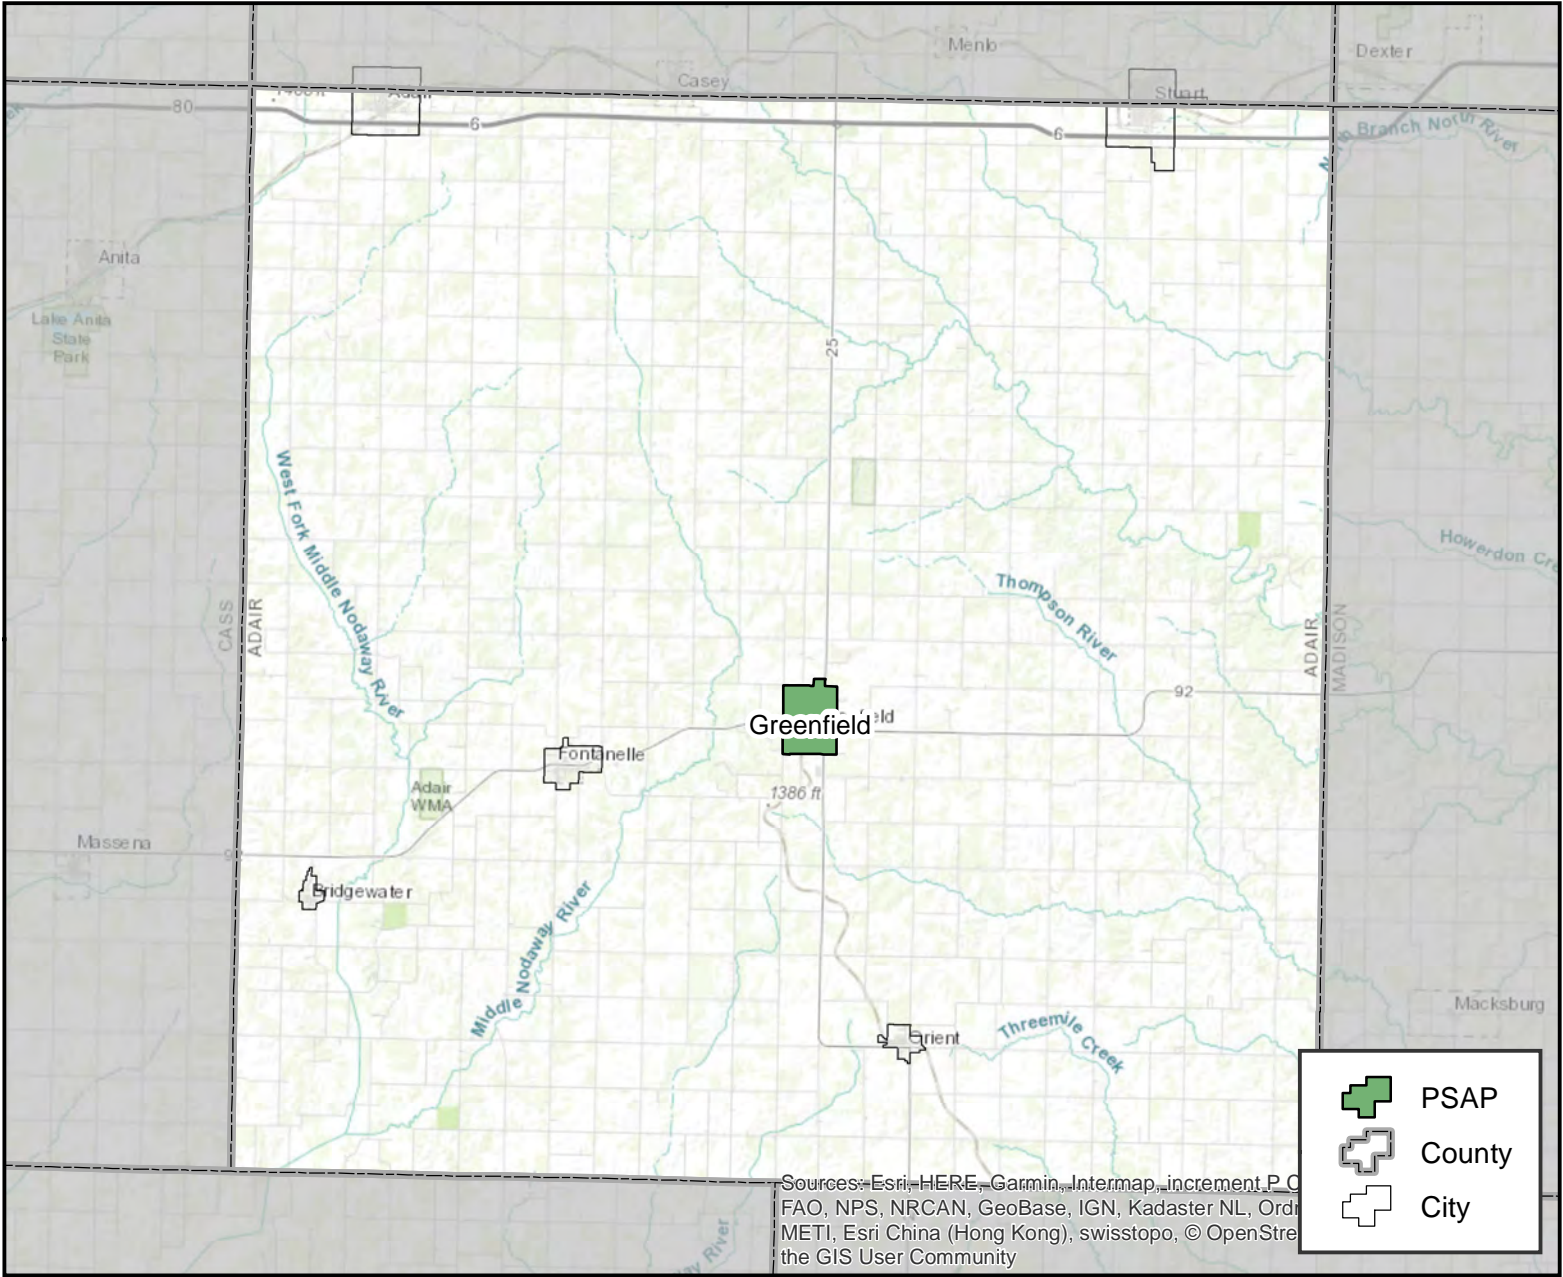 Menlo
Dexter
Casey
Stuart
80
6
6
North Branch North River
Anita
Lake Anita
State
Park
25
West Fork Middle Nodaway River
Howerdon
Thompson River
CASS
ADAIR
ADAIR
MADISON
92
Greenfield
Fontanelle
Adair
WMA
1386 ft
Massena
Bridgewater
Middle Nodaway River
Macksburg
Orient
Threemile Creek
PSAP
County
City
Sources: Esri, HERE, Garmin, Intermap, increment P
FAO, NPS, NRCAN, GeoBase, IGN, Kadaster NL,
METI, Esri China (Hong Kong), swisstopo, ©
the GIS User Community
River